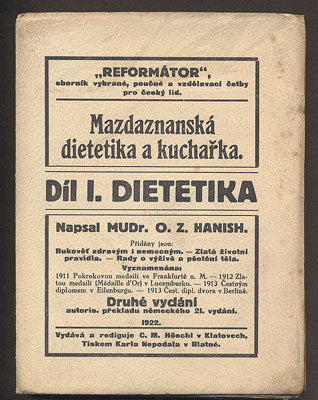 „REFORMÁTOR",
sborník vybrané, poučné a vzdělávací četby
pro český lid.
Mazdaznanská
dietetika a kuchařka.
Díl I. DIETETIKA
Napsal MUDr. O. Z. HANISH.
Přidány jsou:
Rukověť zdravým i nemocným. — Zlatá životní
pravidla. — Rady o výživě a pěstění těla.
Vyznamenána:
1911 Pokrokovou medailí ve Frankfurtě n. M. — 1912 Zla-
tou medailí (Médaille d'Or) v Lucemburku. — 1913 Čestným
diplomem v Eilenburgu. — 1913 Čest. dipl. dvora v Berlíně.
Druhé vydání
autoris. překladu německého 21. vydání.
1922.
Vydává a rediguje C. M. Höschl v Klatovech,
Tiskem Karla Nepodala v Blatné.